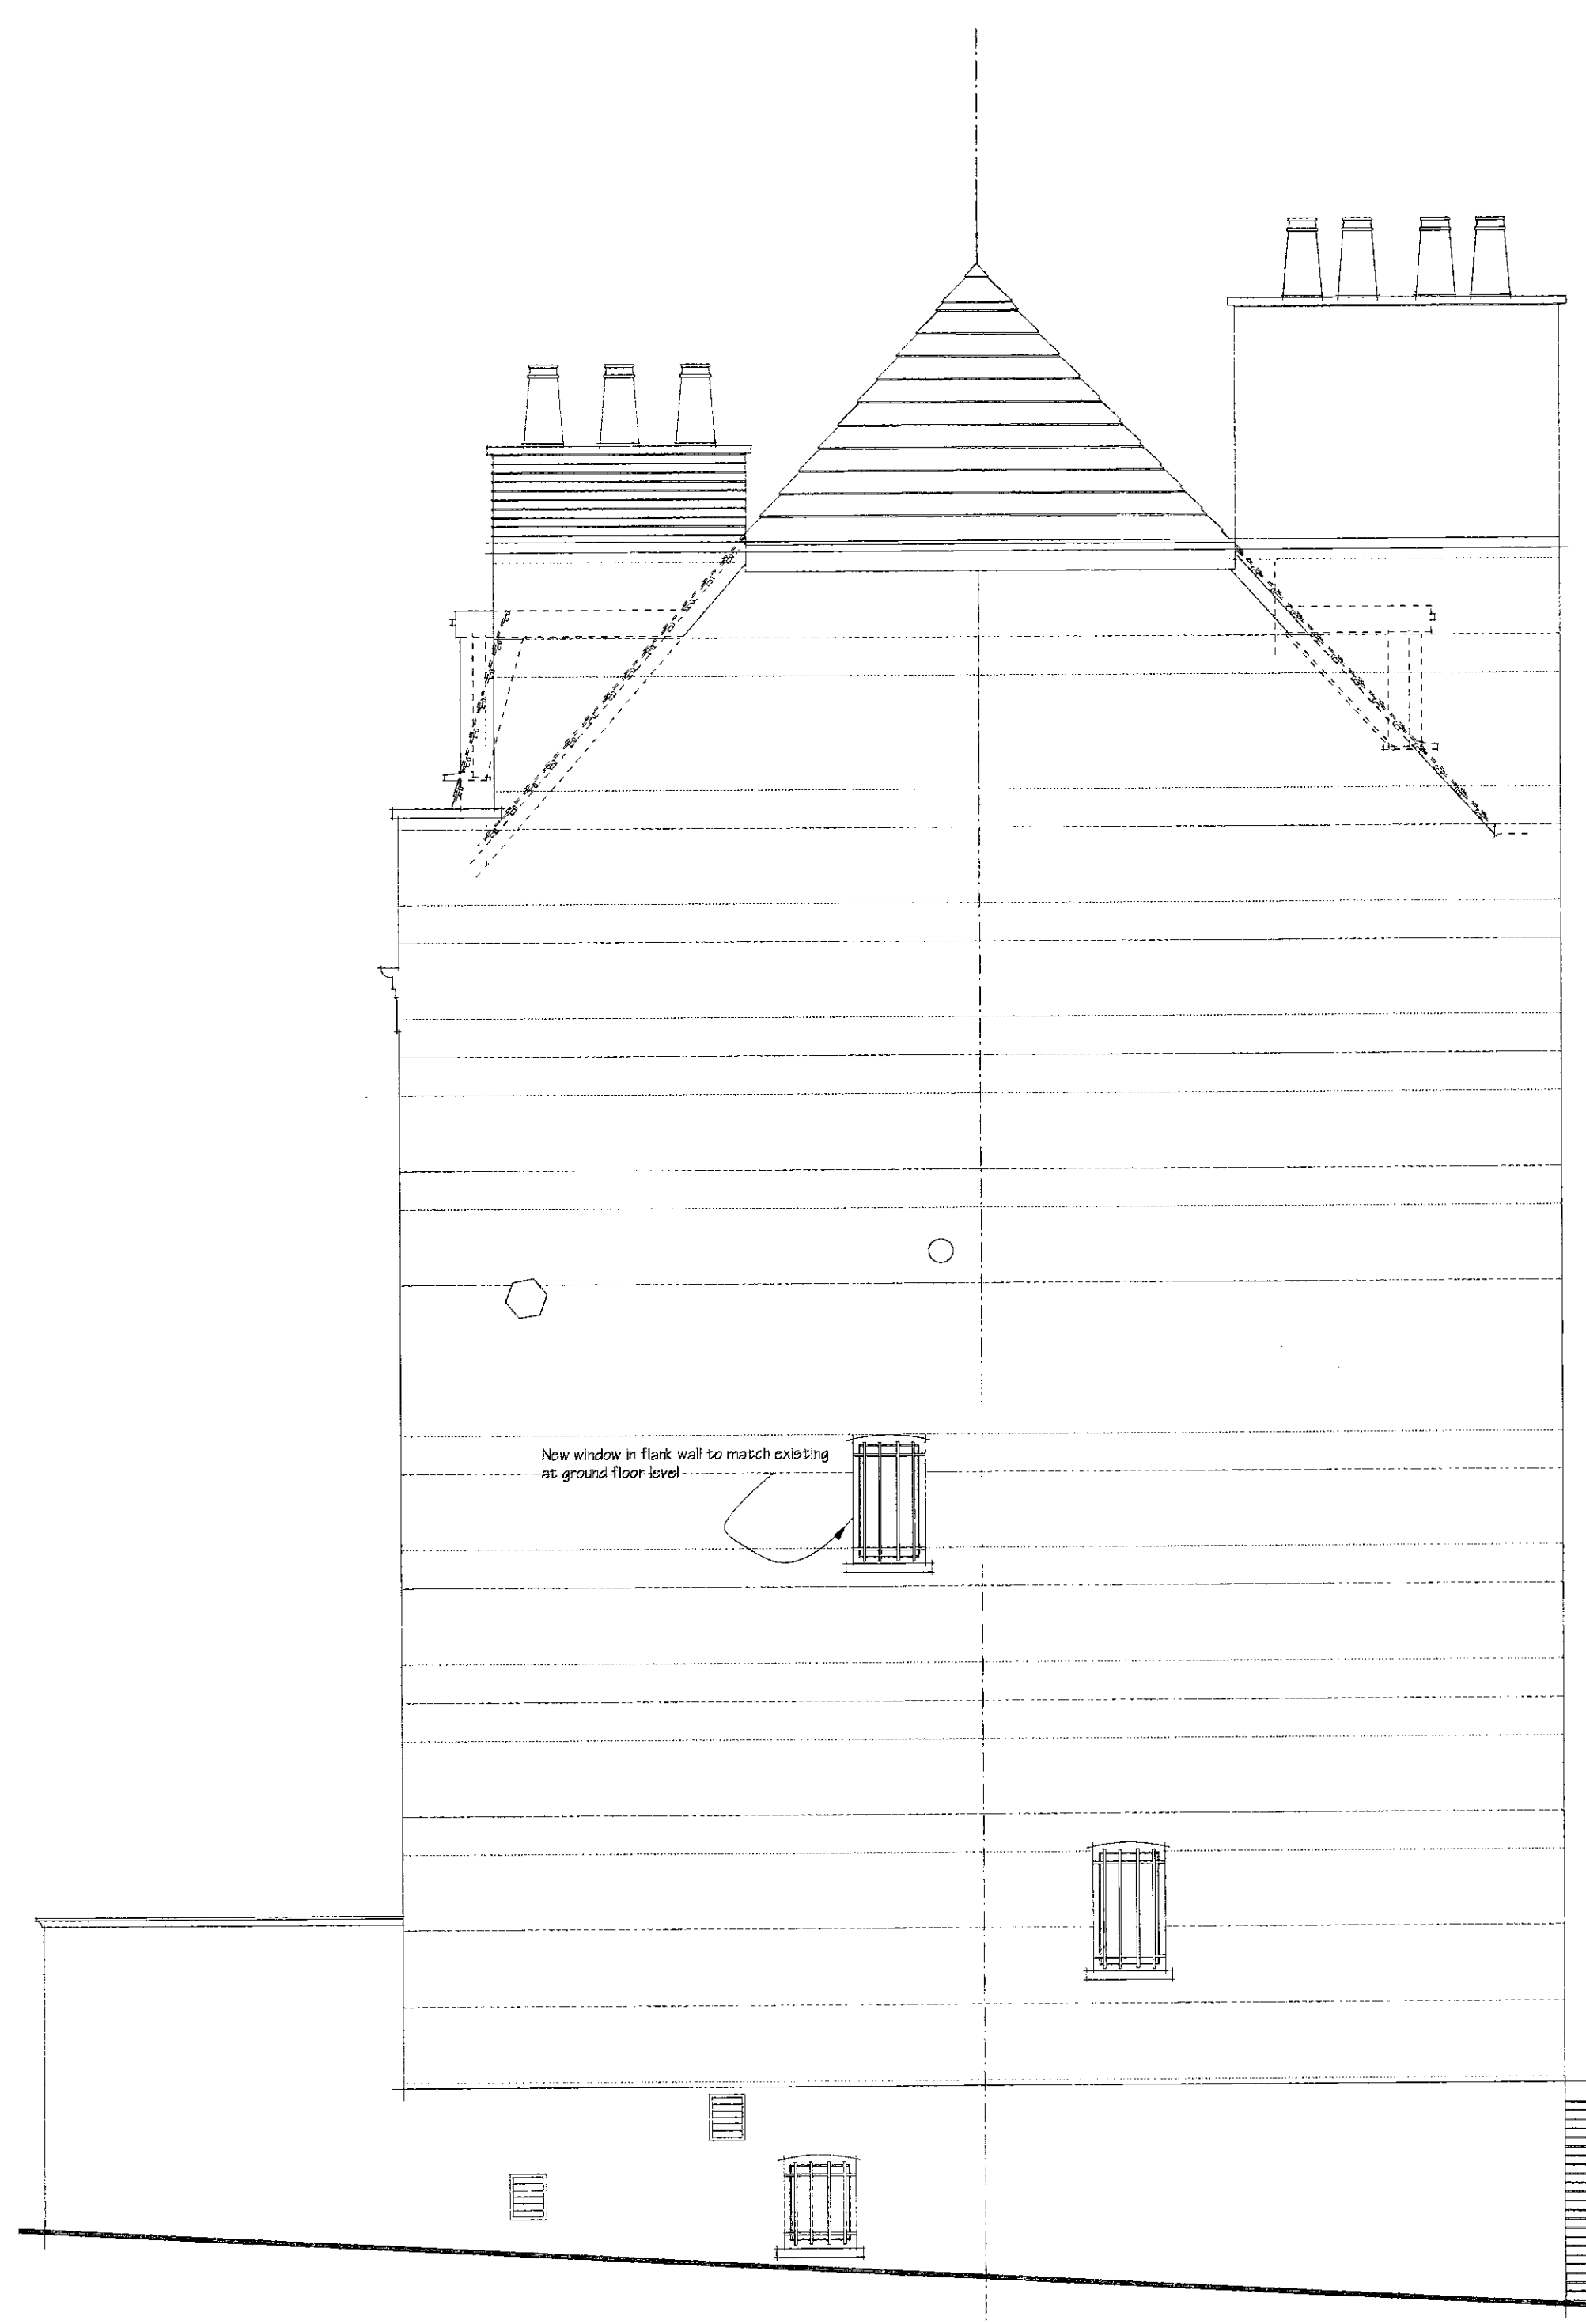 New window in flank wall to match existing
at ground floor level